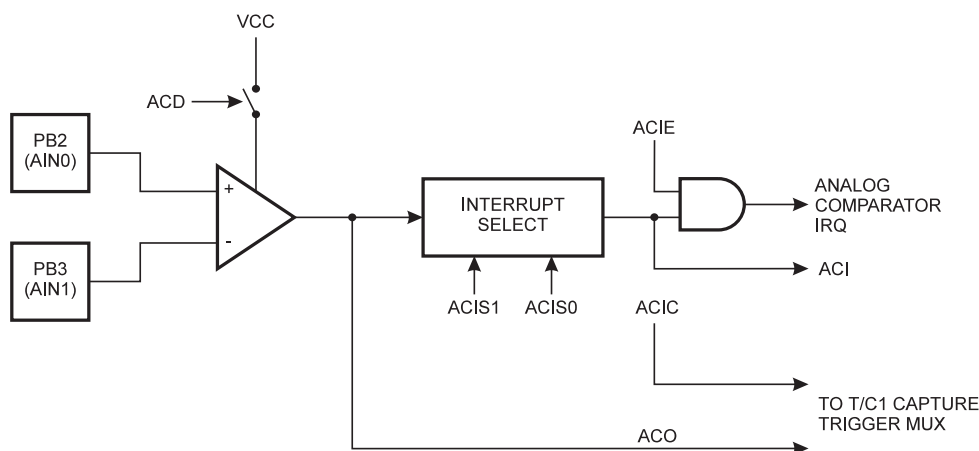 VCC
ACD
PB2
(AIN0)
+
-
PB3
(AIN1)
INTERRUPT
SELECT
ACIS1
ACIS0
ACIE
ANALOG
COMPARATOR
IRQ
ACI
ACIC
TO T/C1 CAPTURE
TRIGGER MUX
ACO